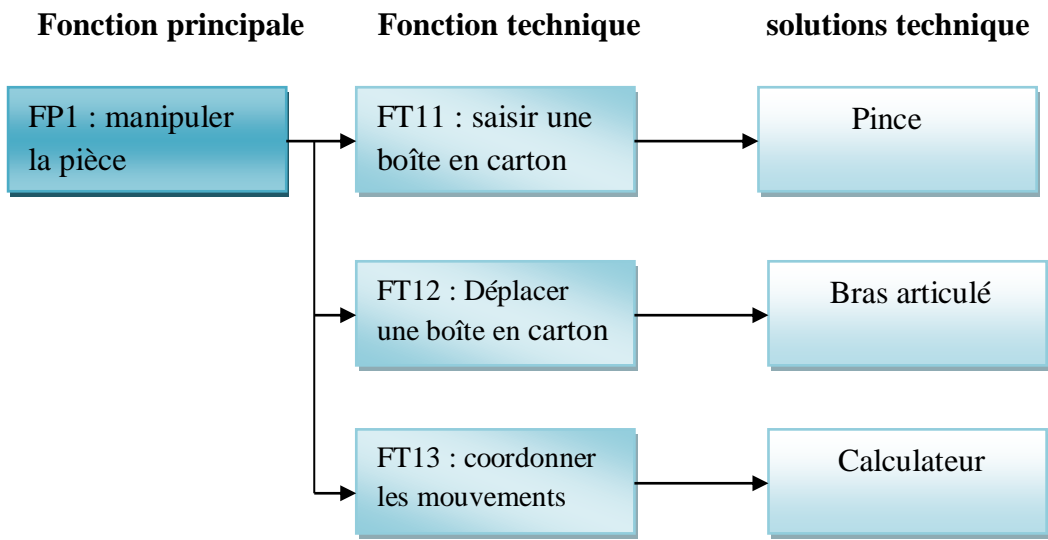 Fonction principale
Fonction technique
solutions technique
FP1 : manipuler
la pièce
FT11 : saisir une
boîte en carton
Pince
FT12 : Déplacer
une boîte en carton
Bras articulé
FT13 : coordonner
les mouvements
Calculateur